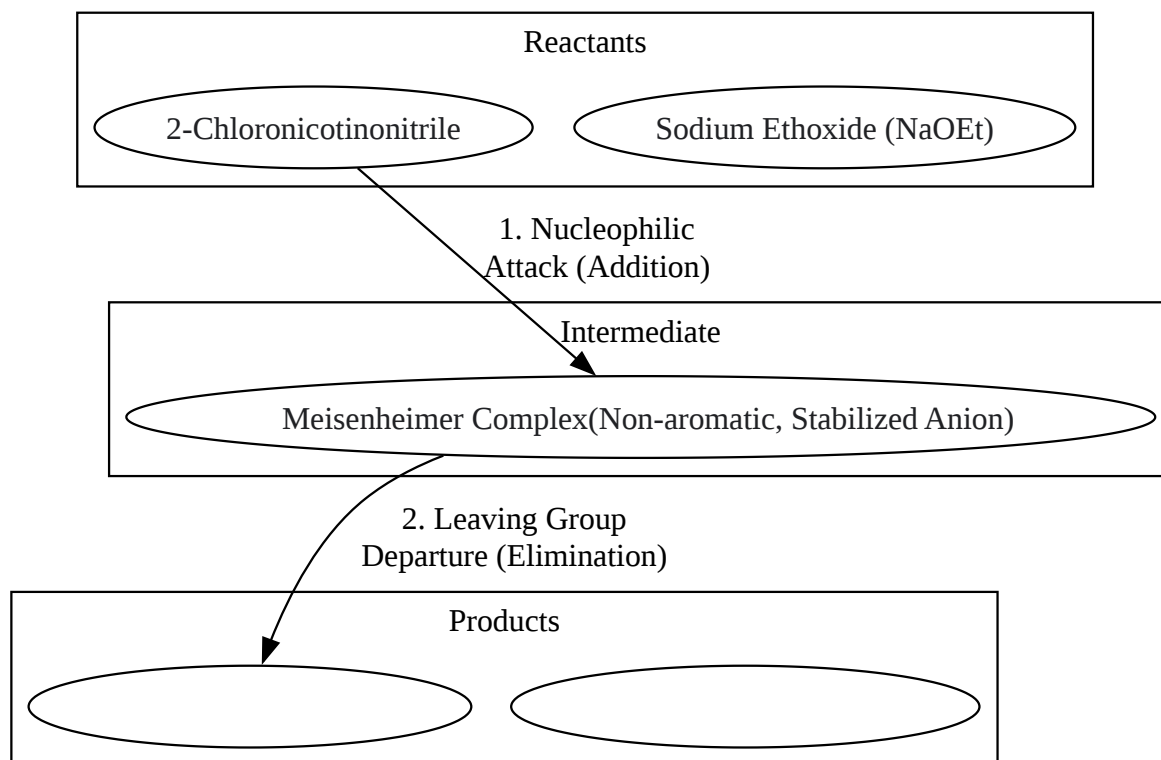 Reactants
2-Chloronicotinonitrile
Sodium Ethoxide (NaOEt)
1. Nucleophilic
Attack (Addition)
Intermediate
Meisenheimer Complex(Non-aromatic, Stabilized Anion)
2. Leaving Group
Departure (Elimination)
Products